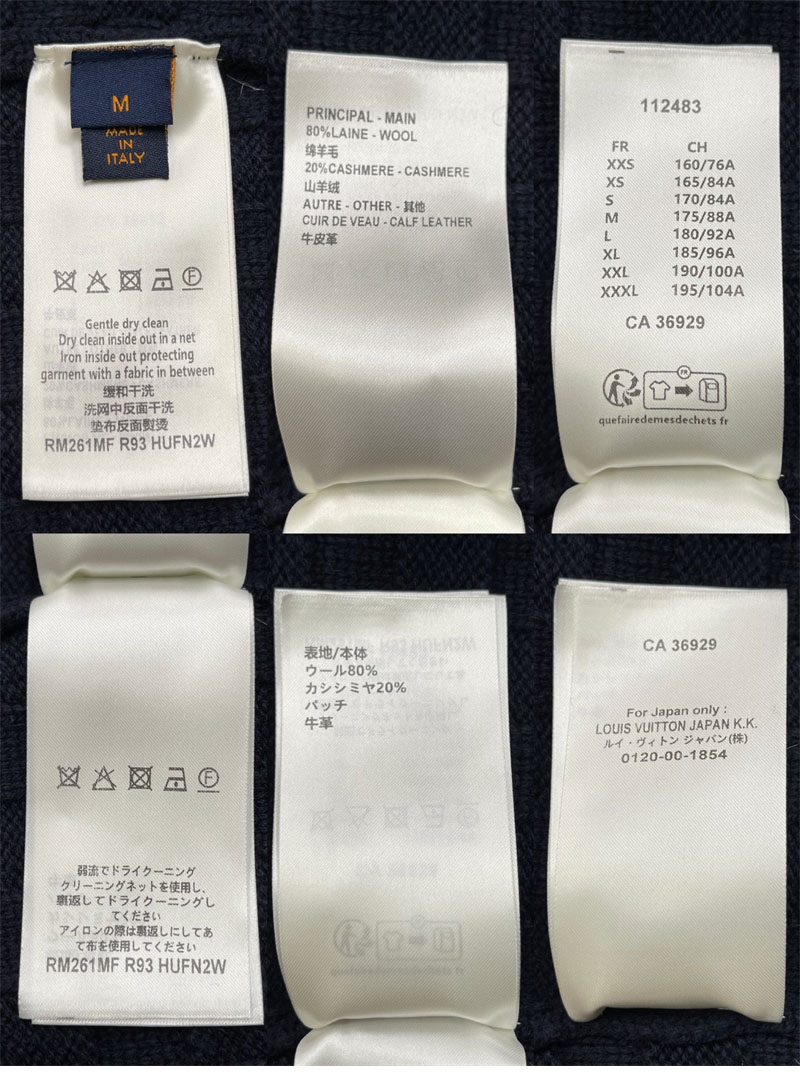 M
MADE
IN
ITALY
Gentle dry clean
Dry clean inside out in a net
Iron inside out protecting
garment with a fabric in between
缓和干洗
洗网中反面干洗
垫布反面熨烫
RM261MF R93 HUFN2W
PRINCIPAL - MAIN
80%LAINE - WOOL
绵羊毛
20%CASHMERE - CASHMERE
山羊绒
AUTRE - OTHER - 其他
CUIR DE VEAU - CALF LEATHER
牛皮革
112483
FR CH
XXS 160/76A
XS 165/84A
S 170/84A
M 175/88A
L 180/92A
XL 185/96A
XXL 190/100A
XXXL 195/104A
CA 36929
FR
quefairedemesdechets.fr
弱流でドライクーニング
クリーニングネットを使用し、
裏返してドライクーニングし
てください
アイロンの際は裏返しにしてあ
て布を使用してください
RM261MF R93 HUFN2W
表地/本体
ウール80%
カシシミヤ20%
パッチ
牛革
quefairedemesdechets.fr
CA 36929
For Japan only :
LOUIS VUITTON JAPAN K.K.
ルイ・ヴィトン ジャパン(株)
0120-00-1854